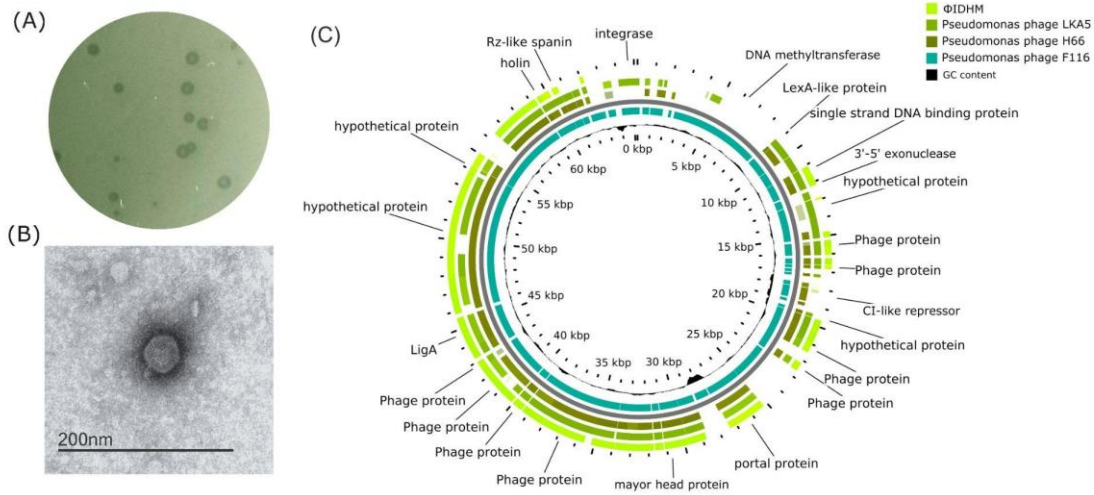 (A)
(B)
200nm
(C)
ΦIDHM
Pseudomonas phage LKA5
Pseudomonas phage H66
Pseudomonas phage F116
GC content
integrase
DNA methyltransferase
LexA-like protein
single strand DNA binding protein
3'-5' exonuclease
hypothetical protein
Phage protein
Phage protein
CI-like repressor
hypothetical protein
Phage protein
Phage protein
portal protein
mayor head protein
Phage protein
Phage protein
Phage protein
Phage protein
LigA
hypothetical protein
hypothetical protein
holin
Rz-like spanin
0 kbp
5 kbp
10 kbp
15 kbp
20 kbp
25 kbp
30 kbp
35 kbp
40 kbp
45 kbp
50 kbp
55 kbp
60 kbp